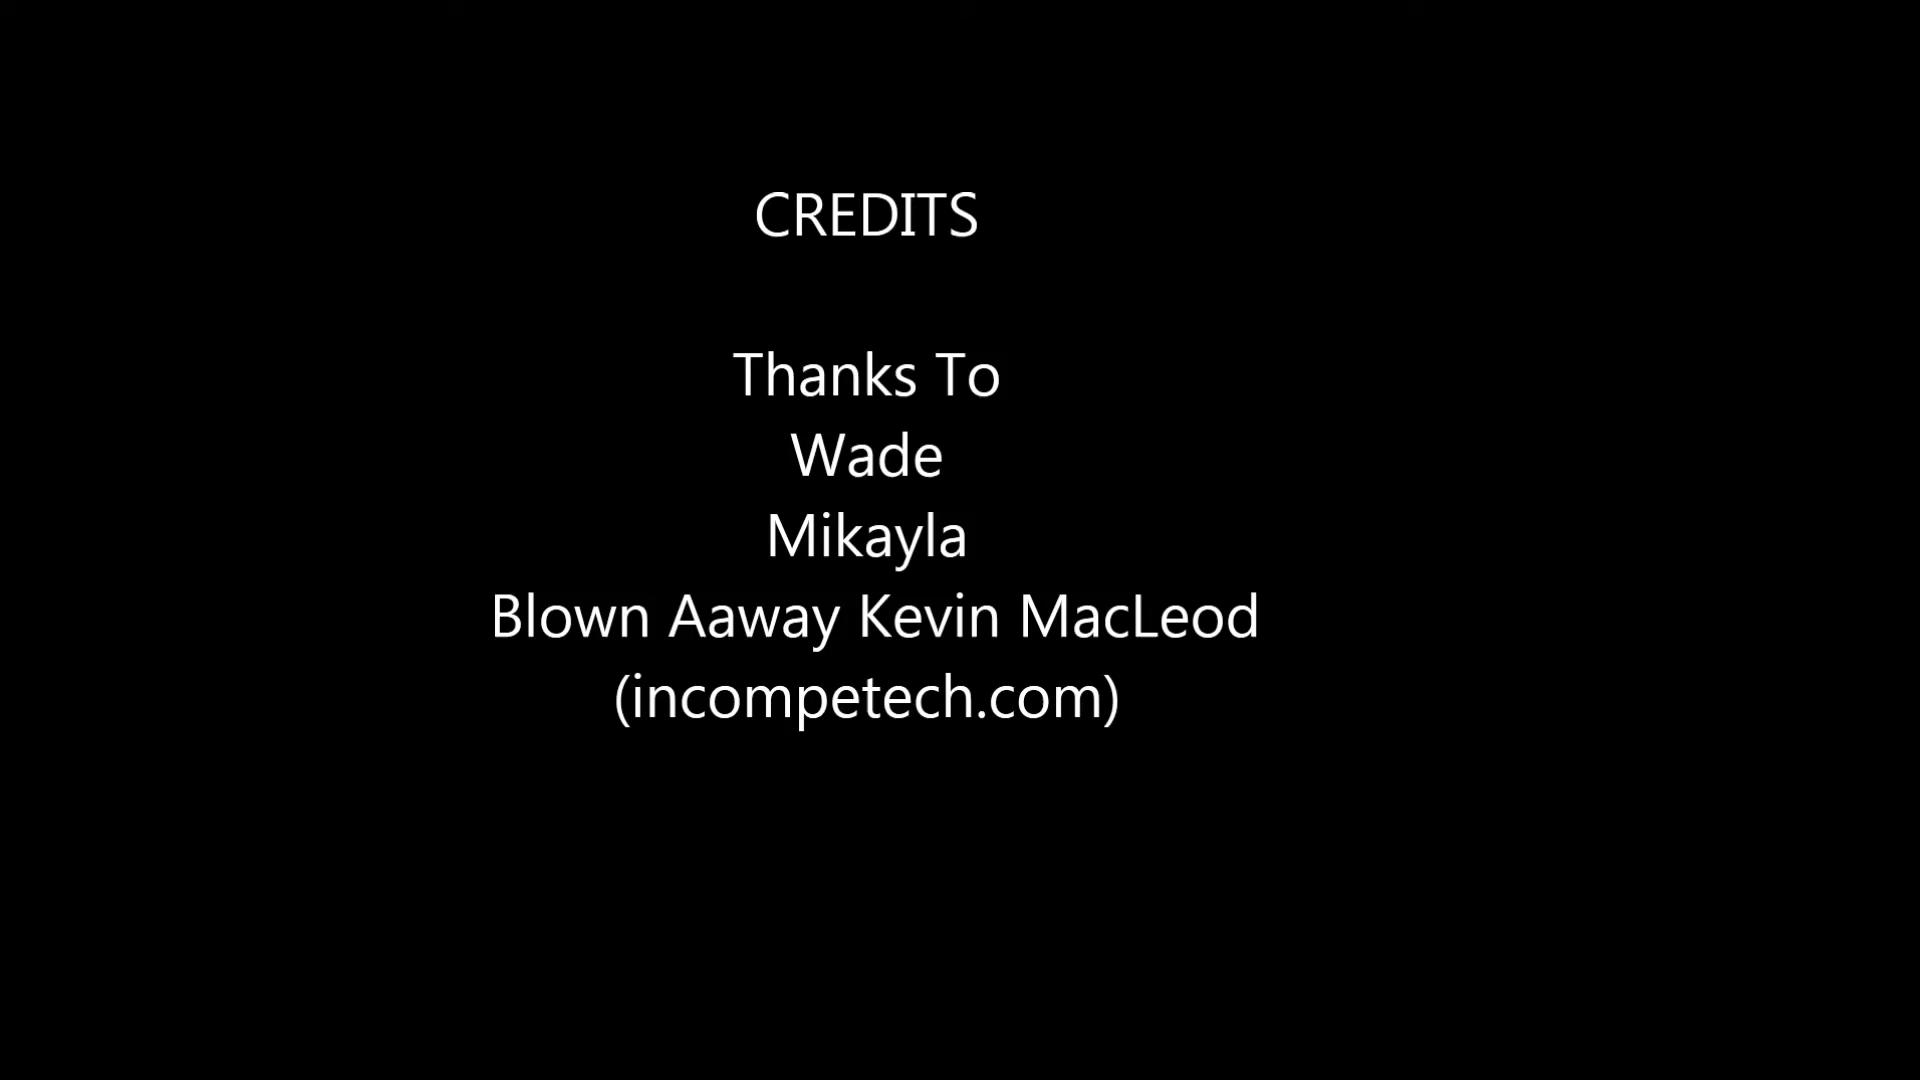 CREDITS
Thanks To
Wade
Mikayla
Blown Aaway Kevin MacLeod
(incompetech.com)